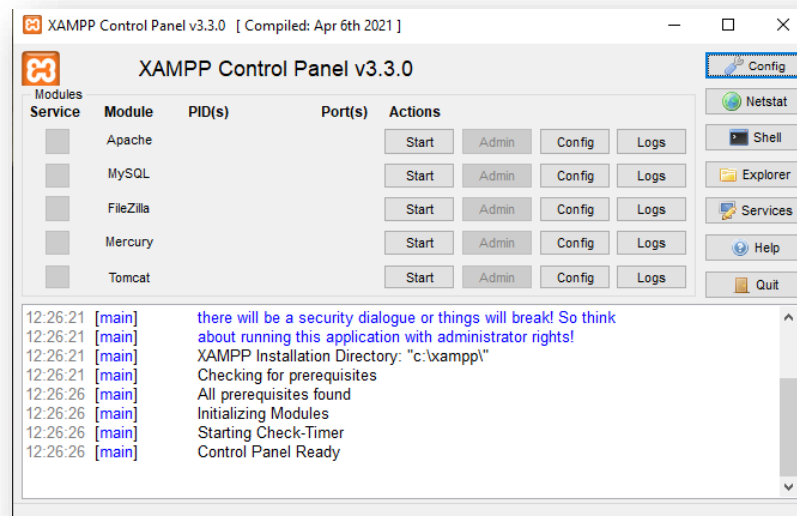 XAMPP Control Panel v3.3.0 [ Compiled: Apr 6th 2021 ]
XAMPP Control Panel v3.3.0
Config
Modules
Service Module PID(s) Port(s) Actions
Netstat
Apache Start Admin Config Logs
Shell
MySQL Start Admin Config Logs
Explorer
FileZilla Start Admin Config Logs
Services
Mercury Start Admin Config Logs
Help
Tomcat Start Admin Config Logs
Quit
12:26:21 [main] there will be a security dialogue or things will break! So think
12:26:21 [main] about running this application with administrator rights!
12:26:21 [main] XAMPP Installation Directory: "c:\xampp\"
12:26:21 [main] Checking for prerequisites
12:26:26 [main] All prerequisites found
12:26:26 [main] Initializing Modules
12:26:26 [main] Starting Check-Timer
12:26:26 [main] Control Panel Ready